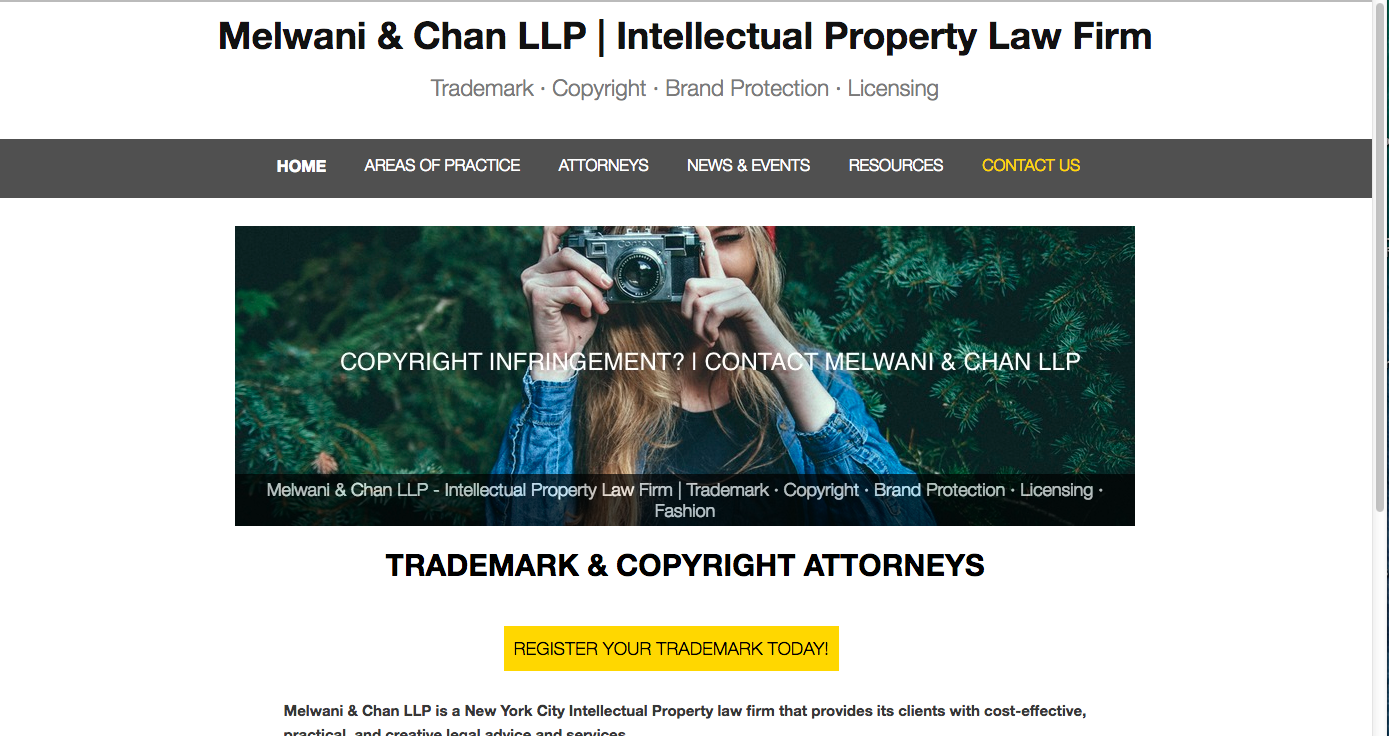 Melwani & Chan LLP | Intellectual Property Law Firm
Trademark · Copyright · Brand Protection · Licensing
HOME AREAS OF PRACTICE ATTORNEYS NEWS & EVENTS RESOURCES CONTACT US
CONTAX
COPYRIGHT INFRINGEMENT? | CONTACT MELWANI & CHAN LLP
Melwani & Chan LLP - Intellectual Property Law Firm | Trademark · Copyright · Brand Protection · Licensing ·
Fashion
TRADEMARK & COPYRIGHT ATTORNEYS
REGISTER YOUR TRADEMARK TODAY!
Melwani & Chan LLP is a New York City Intellectual Property law firm that provides its clients with cost-effective,
practical, and creative legal advice and services.